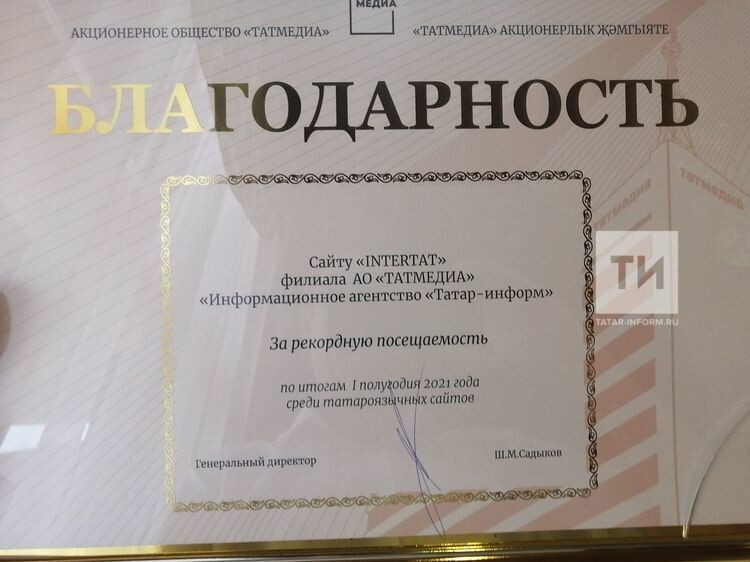 МЕДИА
АКЦИОНЕРНОЕ ОБЩЕСТВО «ТАТМЕДИА»
«ТАТМЕДИА» АКЦИОНЕРЛЫК ҖӘМГЫЯТЕ
БЛАГОДАРНОСТЬ
татмедиа
татмедиа
Сайту «INTERTAT»
филиала АО «ТАТМЕДИА»
«Информационное агентство «Татар-информ»
ТИ
TATAR-INFORM.RU
За рекордную посещаемость
по итогам I полугодия 2021 года
среди татароязычных сайтов
Генеральный директор
Ш.М.Садыков